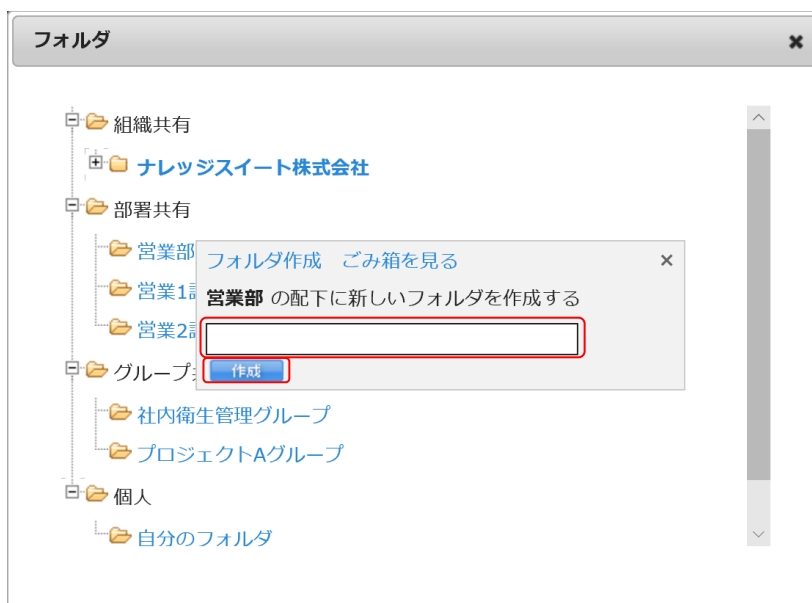 フォルダ
組織共有
ナレッジスイート株式会社
部署共有
営業部
フォルダ作成 ごみ箱を見る
営業1
営業部 の配下に新しいフォルダを作成する
営業2
グループ
作成
社内衛生管理グループ
プロジェクトAグループ
個人
自分のフォルダ